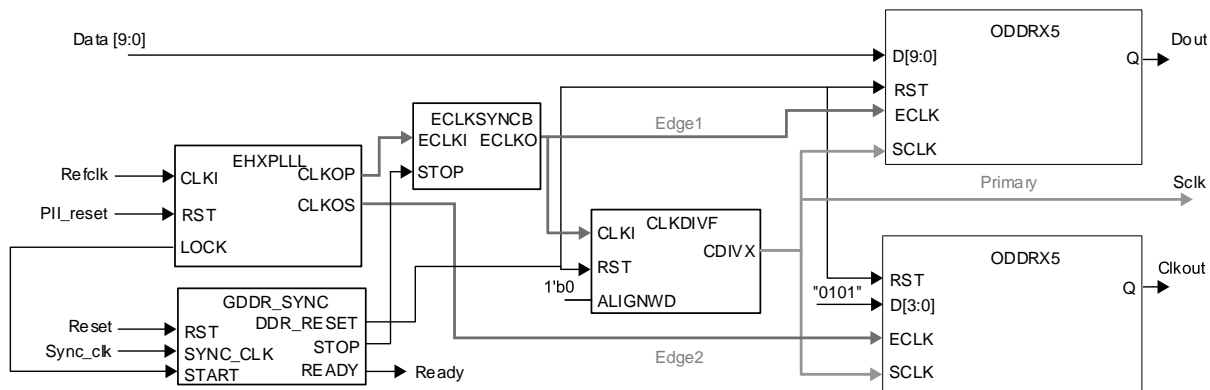 Data [9:0]
ODDRX5
D[9:0]
RST
ECLK
SCLK
Q
Dout
ECLKSYNCB
ECLKI
ECLKO
STOP
Edge1
EHXPLLL
CLKI
RST
LOCK
CLKOP
CLKOS
Refclk
Pll_reset
Primary
Sclk
CLKDIVF
CLKI
RST
ALIGNWD
CDIVX
1'b0
ODDRX5
RST
D[3:0]
ECLK
SCLK
Q
Clkout
"0101"
GDDR_SYNC
RST
SYNC_CLK
START
DDR_RESET
STOP
READY
Reset
Sync_clk
Ready
Edge2